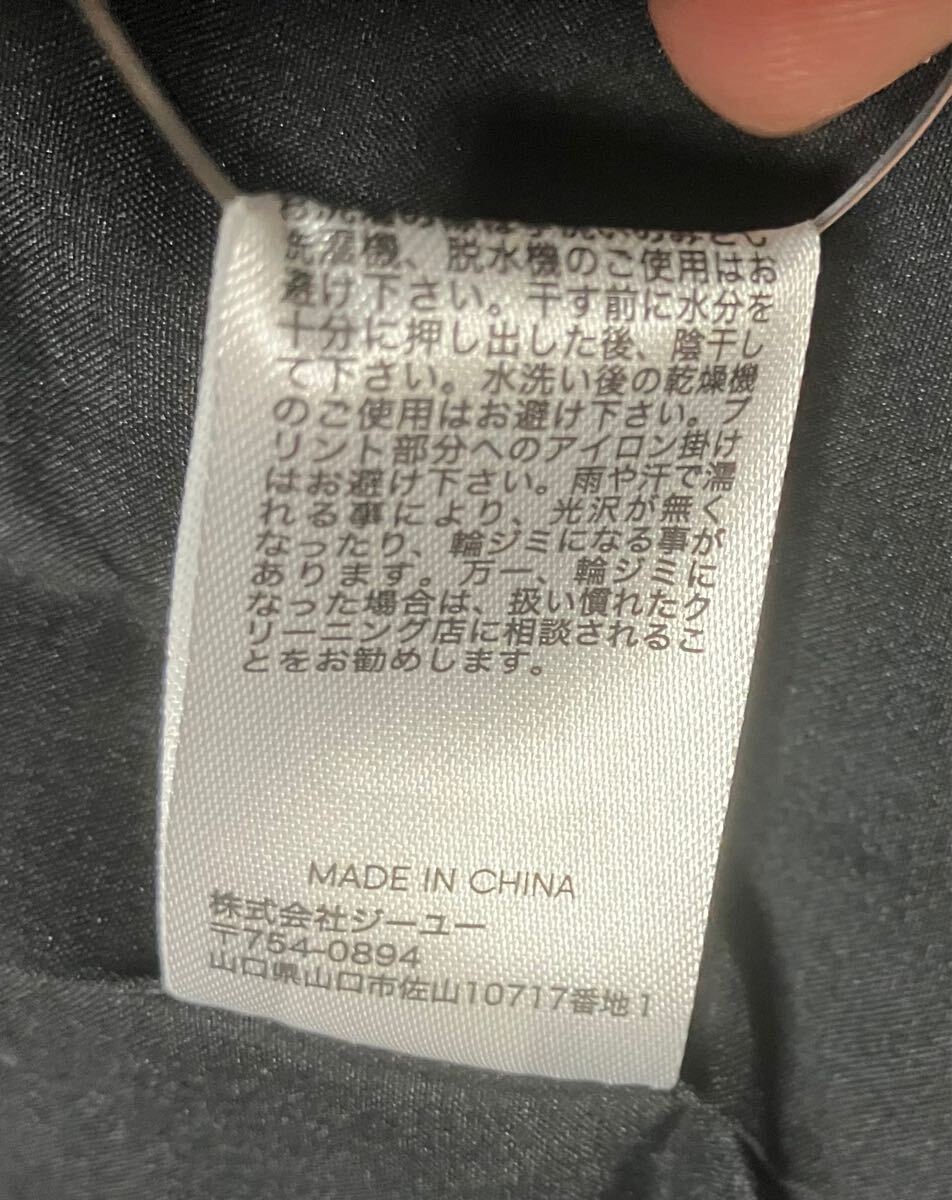 洗濯機、脱水機のご使用はお
避け下さい。干す前に水分を
十分に押し出した後、陰干し
て下さい。水洗い後の乾燥機
のご使用はお避け下さい。プ
リント部分へのアイロン掛け
はお避け下さい。雨や汗で濡
れる事により、光沢が無く
なったり、輪ジミになる事が
あります。万一、輪ジミに
なった場合は、扱い慣れたク
リーニング店に相談されるこ
とをお勧めします。
MADE IN CHINA
株式会社ジーユー
〒754-0894
山口県山口市佐山10717番地1